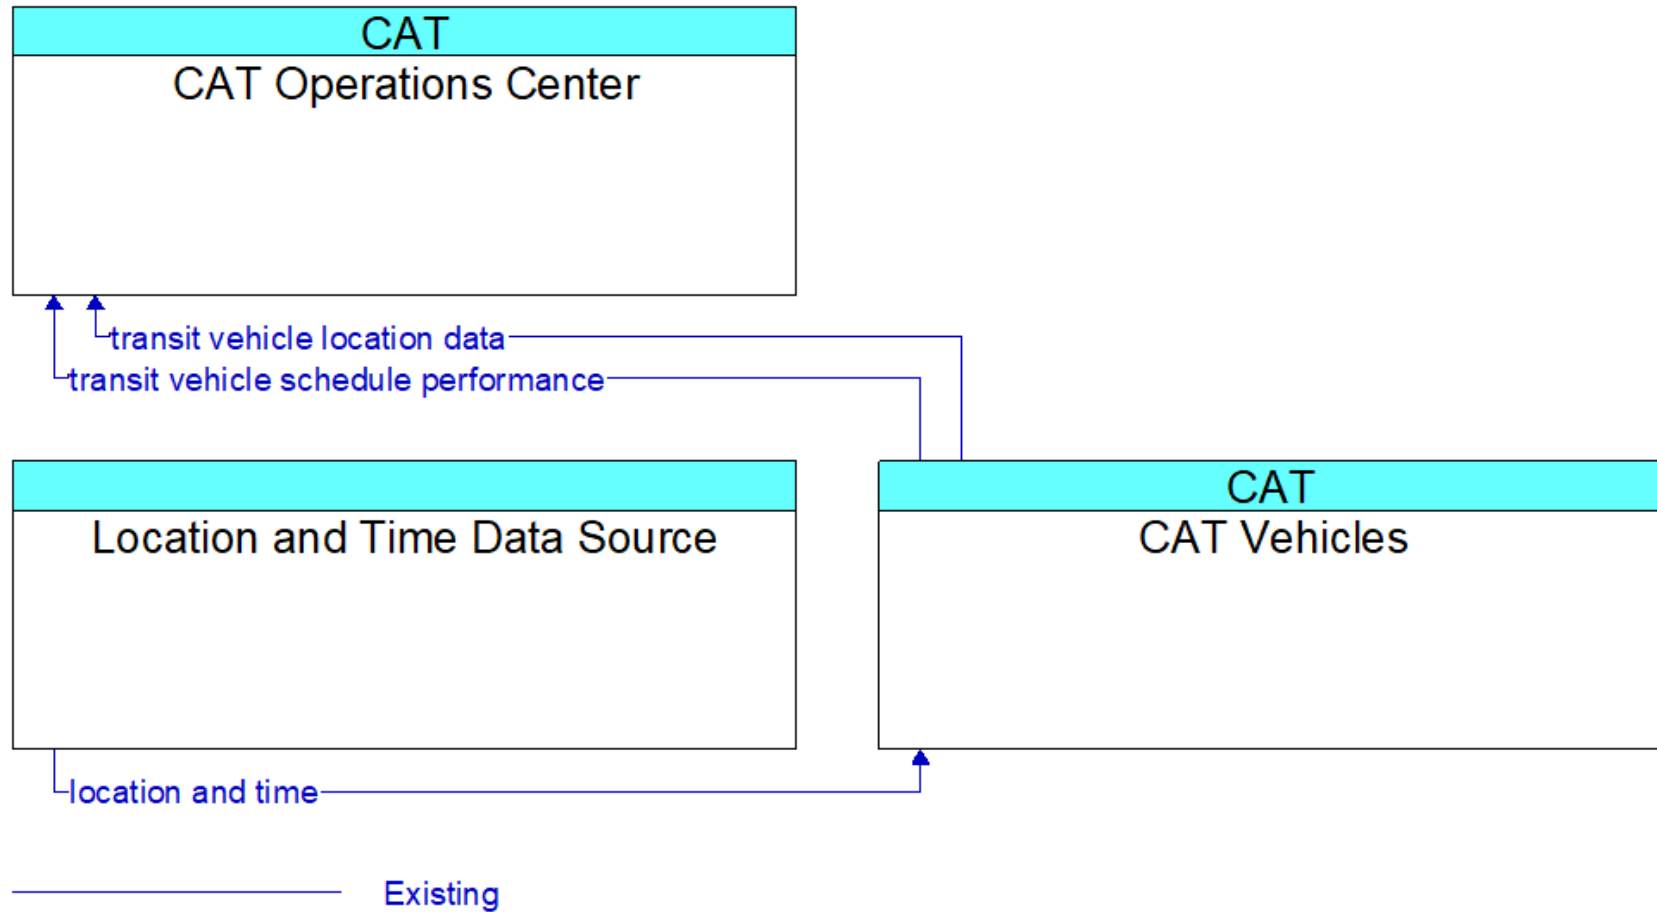 CAT
CAT Operations Center
transit vehicle location data
transit vehicle schedule performance
Location and Time Data Source
CAT
CAT Vehicles
location and time
Existing